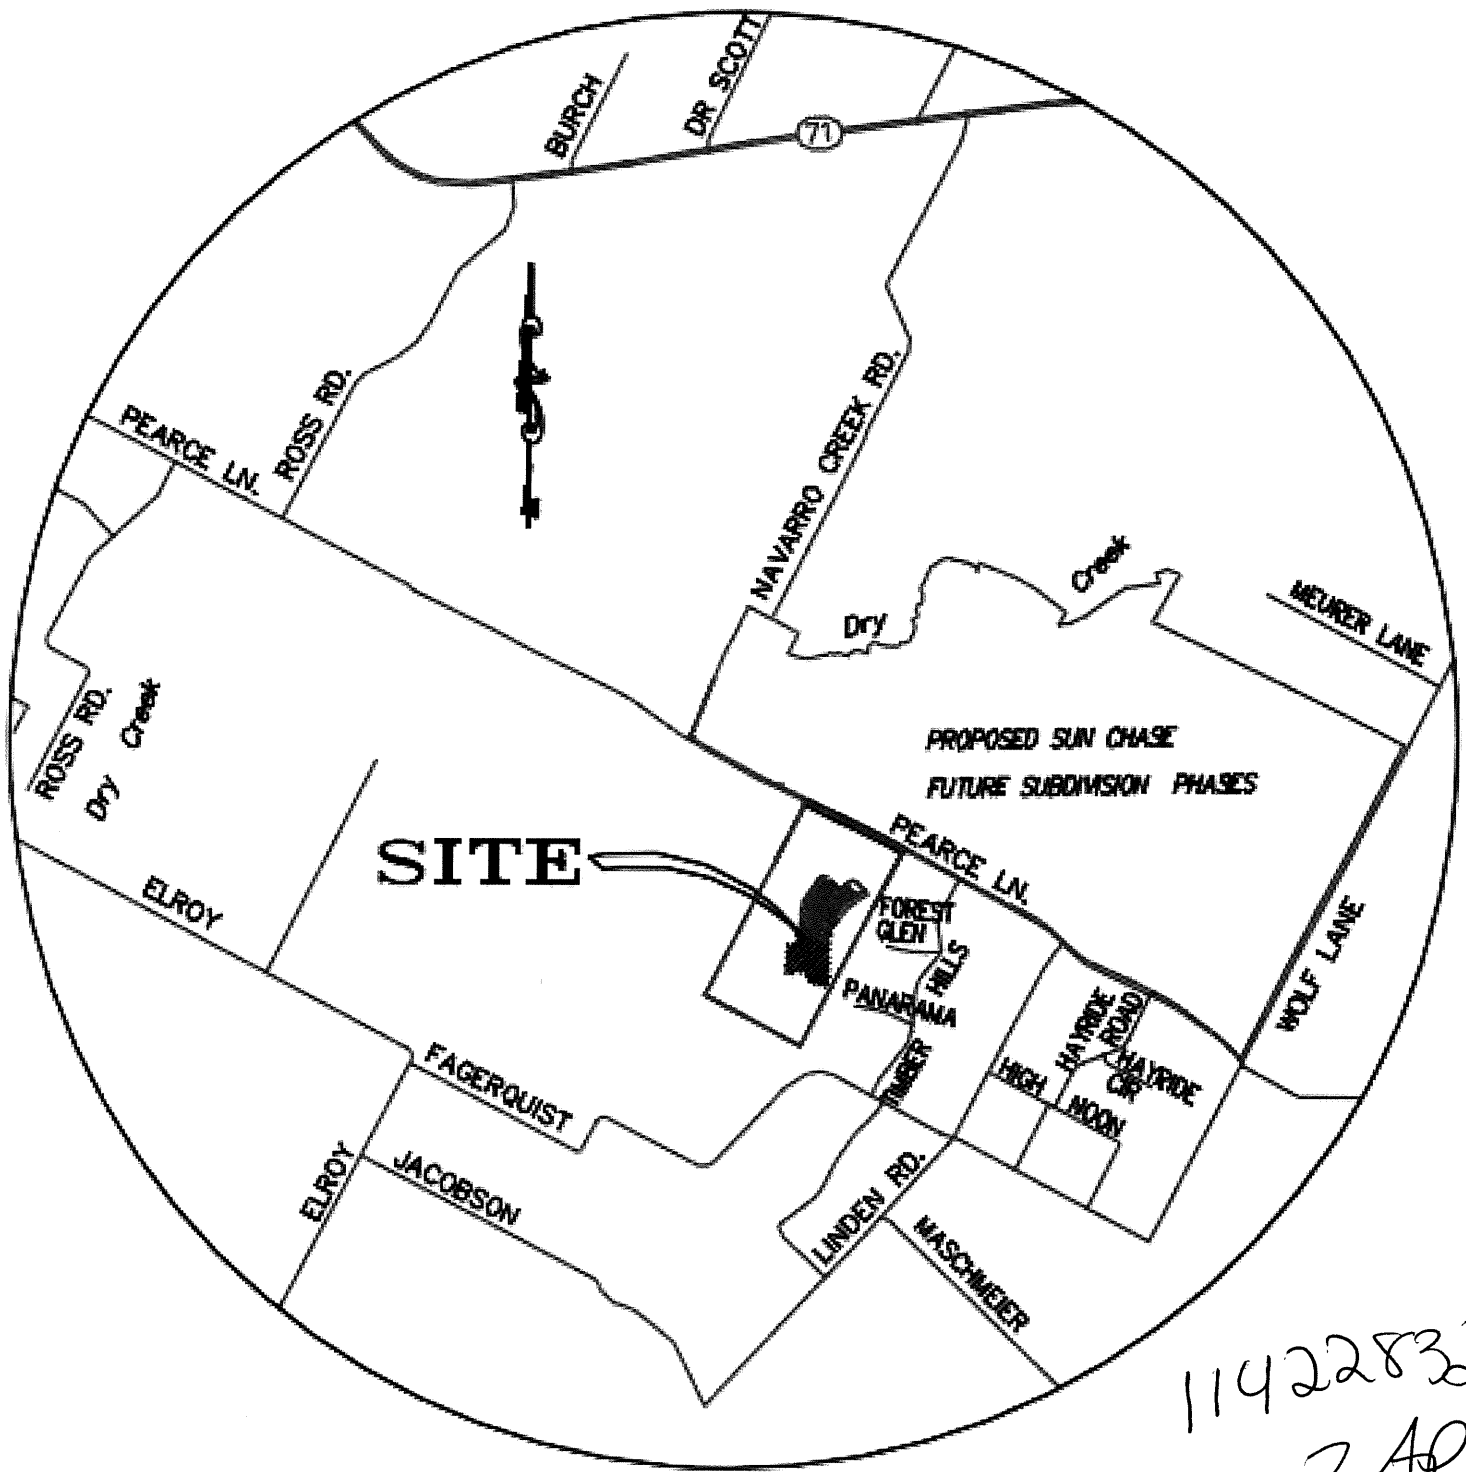 BURCH
DR SCOTT
71
PEARCE LN.
ROSS RD.
NAVARRO CREEK RD.
Dry
Creek
MEURER LANE
ROSS RD.
Dry Creek
PROPOSED SUN CHASE
FUTURE SUBDIVISION PHASES
SITE
PEARCE LN.
ELROY
FOREST
GLEN
HILLS
TIMBER
PANARAMA
WOLF LANE
HAYRIDE
ROAD
HAYRIDE
CIR
HIGH
NOON
FAGERQUIST
ELROY
JACOBSON
LINDEN RD.
MASCHMEIER
1142283